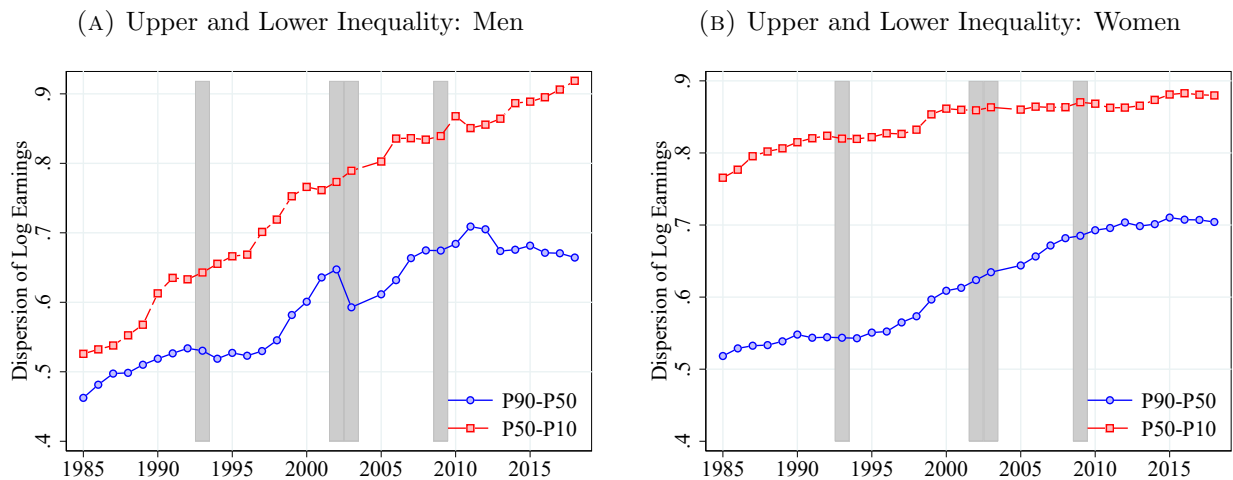 (A) Upper and Lower Inequality: Men
Dispersion of Log Earnings
.9
.8
.7
.6
.5
.4
1985 1990 1995 2000 2005 2010 2015
P90-P50
P50-P10
(B) Upper and Lower Inequality: Women
Dispersion of Log Earnings
.9
.8
.7
.6
.5
.4
1985 1990 1995 2000 2005 2010 2015
P90-P50
P50-P10